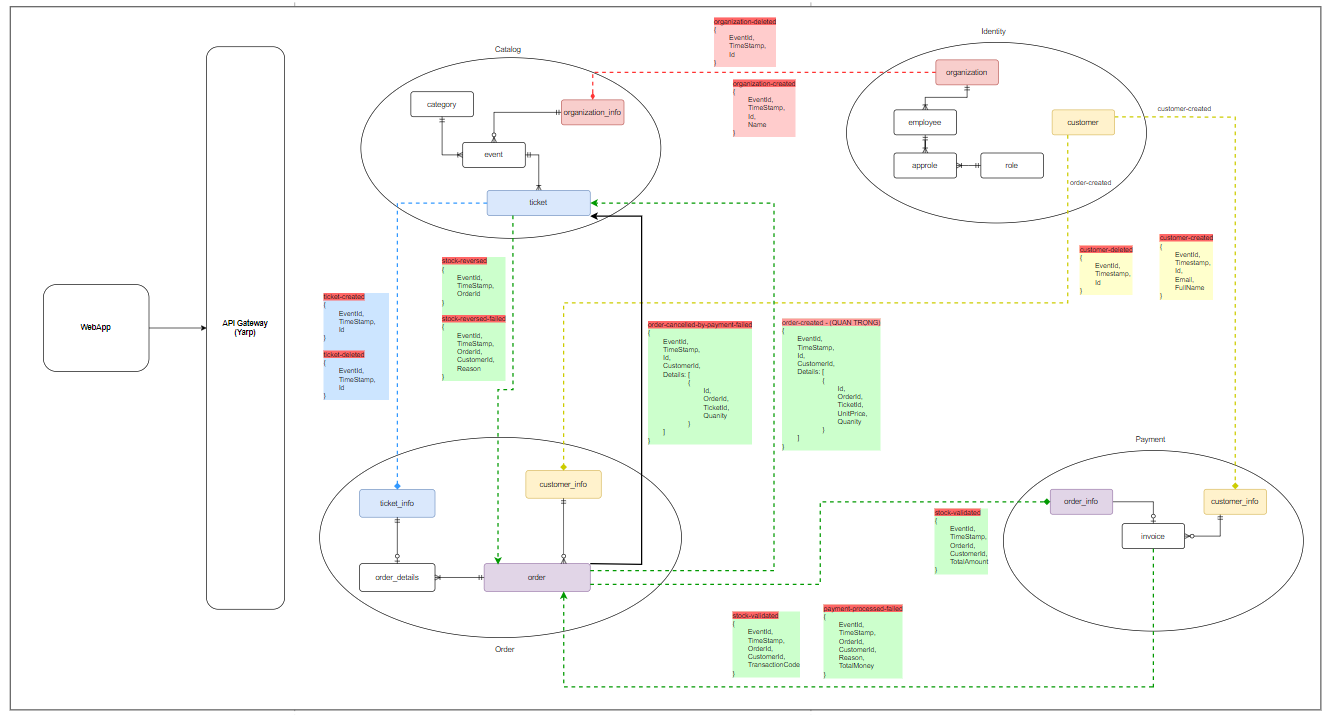 organization-deleted
{
EventId,
TimeStamp,
Id
}
Identity
Catalog
organization
organization-created
{
EventId,
TimeStamp,
Id,
Name
}
category
organization_info
employee
customer
customer-created
event
approle
role
order-created
ticket
customer-deleted
{
EventId,
Timestamp,
Id
}
customer-created
{
EventId,
Timestamp,
Id,
Email,
FullName
}
stock-reversed
{
EventId,
TimeStamp,
OrderId
}
stock-reversed-failed
{
EventId,
TimeStamp,
OrderId,
CustomerId,
Reason
}
ticket-created
{
EventId,
TimeStamp,
Id
}
ticket-deleted
{
EventId,
TimeStamp,
Id
}
WebApp
API Gateway
(Yarp)
order-cancelled-by-payment-failed
{
EventId,
TimeStamp,
Id,
CustomerId,
Details: [
{
Id,
OrderId,
TicketId,
Quanity
}
]
}
order-created - (QUAN TRONG)
{
EventId,
TimeStamp,
Id,
CustomerId,
Details: [
{
Id,
OrderId,
TicketId,
UnitPrice,
Quanity
}
]
}
Payment
ticket_info
customer_info
order_info
customer_info
stock-validated
{
EventId,
TimeStamp,
OrderId,
CustomerId,
TotalAmount
}
invoice
order_details
order
Order
stock-validated
{
EventId,
TimeStamp,
OrderId,
CustomerId,
TransactionCode
}
payment-processed-failed
{
EventId,
TimeStamp,
OrderId,
CustomerId,
Reason,
TotalMoney
}